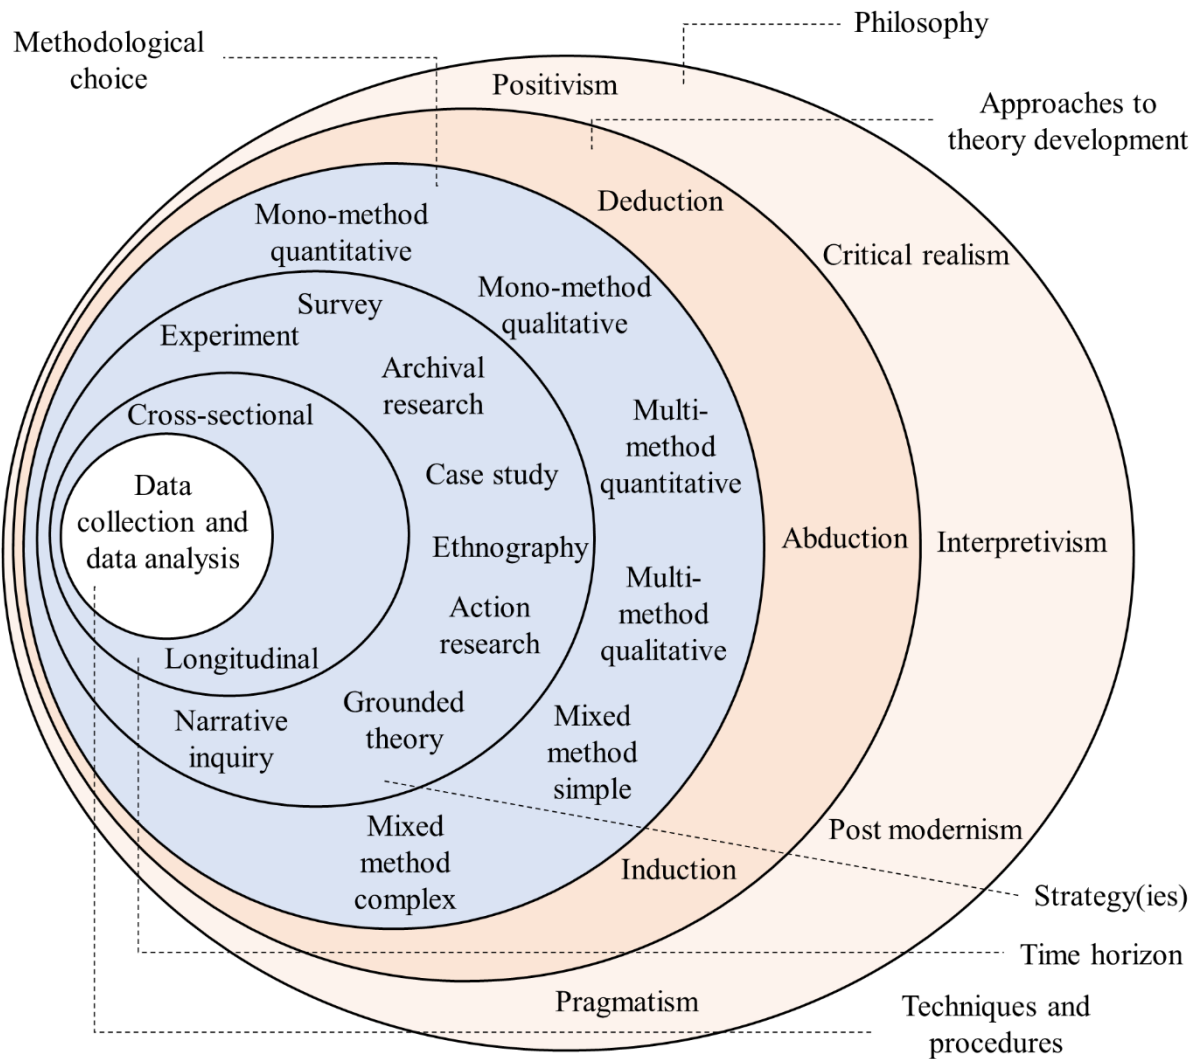 Philosophy
Methodological
choice
Positivism
Approaches to
theory development
Deduction
Mono-method
quantitative
Critical realism
Mono-method
qualitative
Survey
Experiment
Archival
research
Cross-sectional
Multi-
method
quantitative
Case study
Data
collection and
data analysis
Abduction
Interpretivism
Ethnography
Multi-
method
qualitative
Action
research
Longitudinal
Grounded
theory
Narrative
inquiry
Mixed
method
simple
Post modernism
Mixed
method
complex
Induction
Strategy(ies)
Time horizon
Pragmatism
Techniques and
procedures